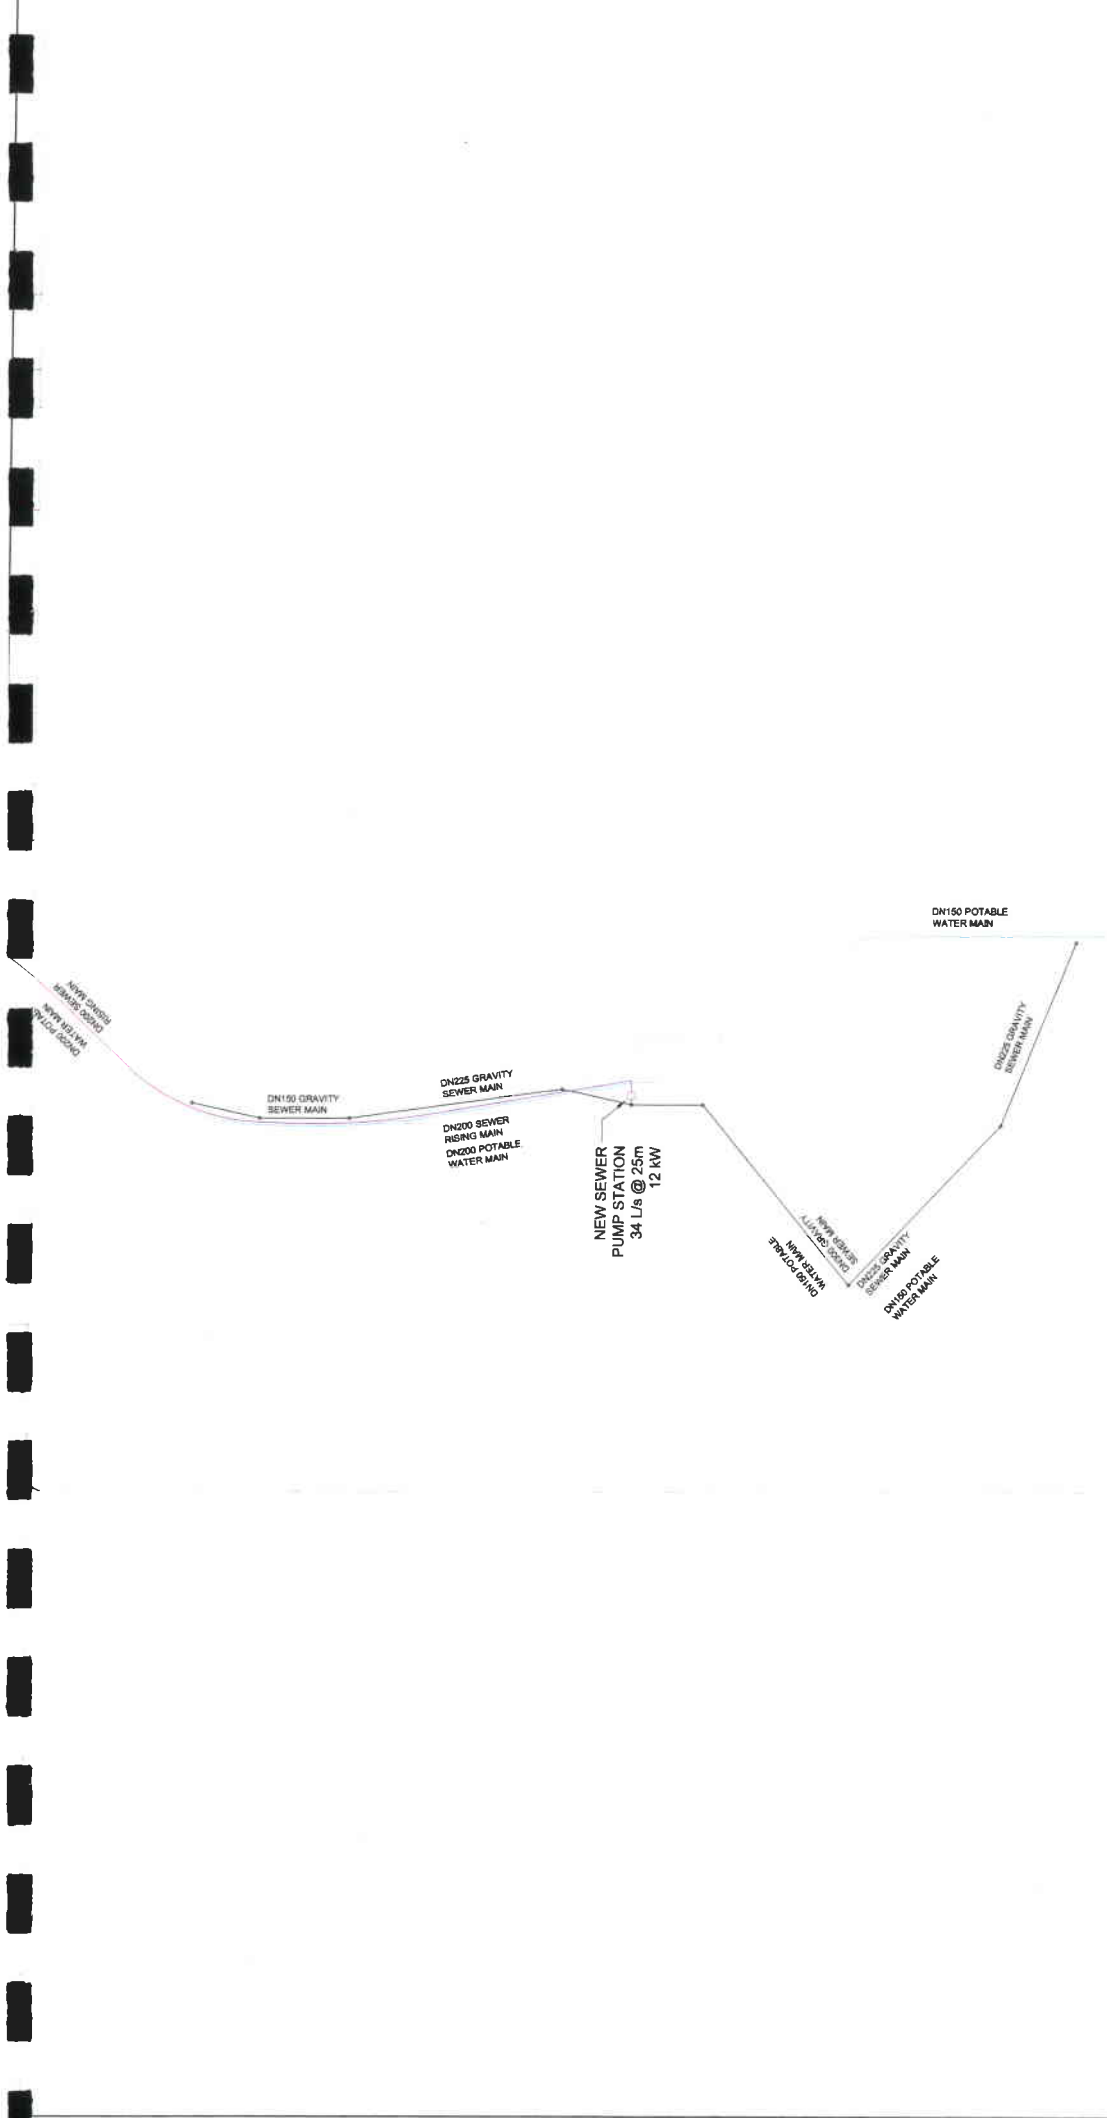 DN150 POTABLE
WATER MAIN
DN200 SEWER
RISING MAIN
DN200 POTABLE
WATER MAIN
DN225 GRAVITY
SEWER MAIN
DN225 GRAVITY
SEWER MAIN
DN150 GRAVITY
SEWER MAIN
DN200 SEWER
RISING MAIN
DN200 POTABLE
WATER MAIN
NEW SEWER
PUMP STATION
34 L/s @ 25m
12 kW
DN300 GRAVITY
SEWER MAIN
DN150 POTABLE
WATER MAIN
DN225 GRAVITY
SEWER MAIN
DN150 POTABLE
WATER MAIN